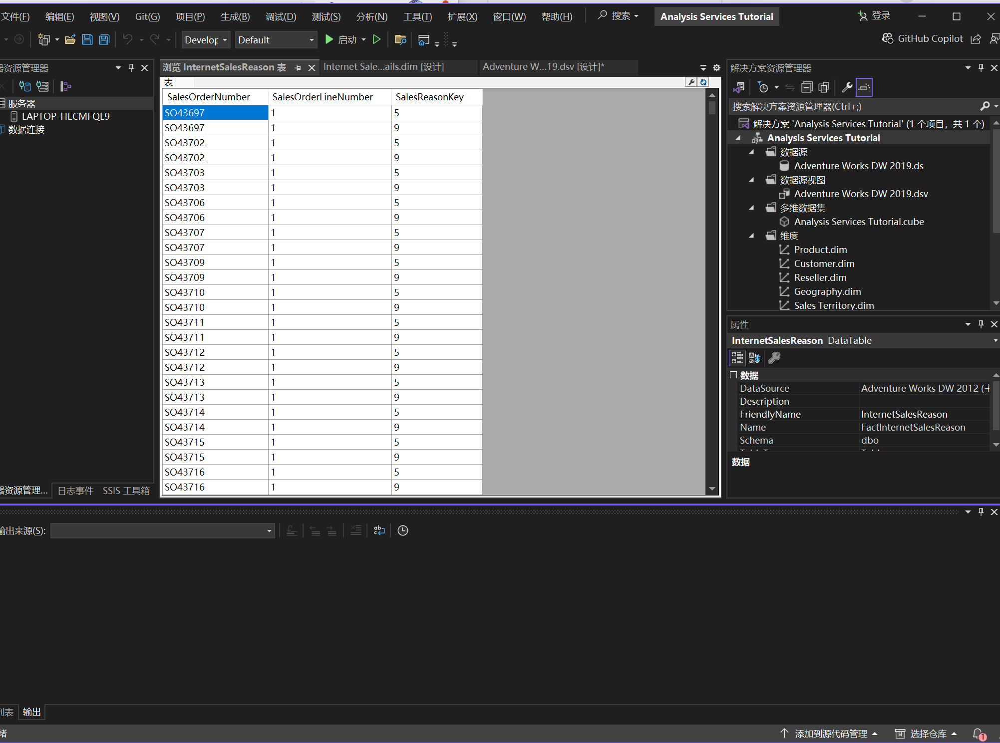 文件(F) 编辑(E) 视图(V) Git(G) 项目(P) 生成(B) 调试(D) 测试(S) 分析(N) 工具(T) 扩展(X) 窗口(W) 帮助(H) 搜索 Analysis Services Tutorial 登录
Develop Default 启动 GitHub Copilot
资源管理器
服务器
LAPTOP-HECMFQL9
数据连接
资源管理... 日志事件 SSIS 工具箱
浏览 InternetSalesReason 表 Internet Sale...ails.dim [设计] Adventure W...19.dsv [设计]*
表
SalesOrderNumber SalesOrderLineNumber SalesReasonKey
SO43697 1 5
SO43697 1 9
SO43702 1 5
SO43702 1 9
SO43703 1 5
SO43703 1 9
SO43706 1 5
SO43706 1 9
SO43707 1 5
SO43707 1 9
SO43709 1 5
SO43709 1 9
SO43710 1 5
SO43710 1 9
SO43711 1 5
SO43711 1 9
SO43712 1 5
SO43712 1 9
SO43713 1 5
SO43713 1 9
SO43714 1 5
SO43714 1 9
SO43715 1 5
SO43715 1 9
SO43716 1 5
SO43716 1 9
解决方案资源管理器
搜索解决方案资源管理器(Ctrl+;)
解决方案 'Analysis Services Tutorial' (1 个项目，共 1 个)
Analysis Services Tutorial
数据源
Adventure Works DW 2019.ds
数据源视图
Adventure Works DW 2019.dsv
多维数据集
Analysis Services Tutorial.cube
维度
Product.dim
Customer.dim
Reseller.dim
Geography.dim
Sales Territory.dim
属性
InternetSalesReason DataTable
数据
DataSource Adventure Works DW 2012 (主
Description
FriendlyName InternetSalesReason
Name FactInternetSalesReason
Schema dbo
数据
输出来源(S):
列表 输出
绪 添加到源代码管理 选择仓库 1